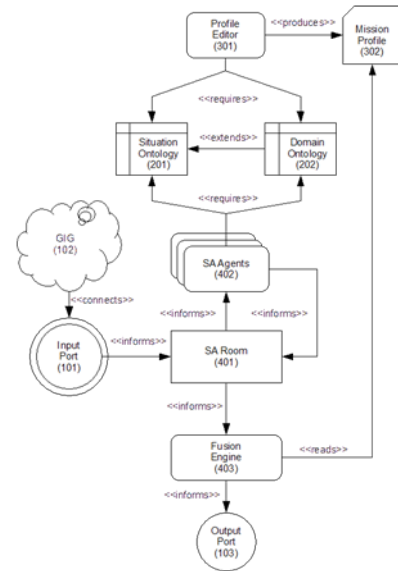 Profile
Editor
(301)
<<produces>>
Mission
Profile
(302)
<<requires>>
Situation
Ontology
(201)
<<extends>>
Domain
Ontology
(202)
<<requires>>
GIG
(102)
SA Agents
(402)
<<connects>>
<<informs>>
<<informs>>
Input
Port
(101)
<<informs>>
SA Room
(401)
<<informs>>
Fusion
Engine
(403)
<<reads>>
<<informs>>
Output
Port
(103)